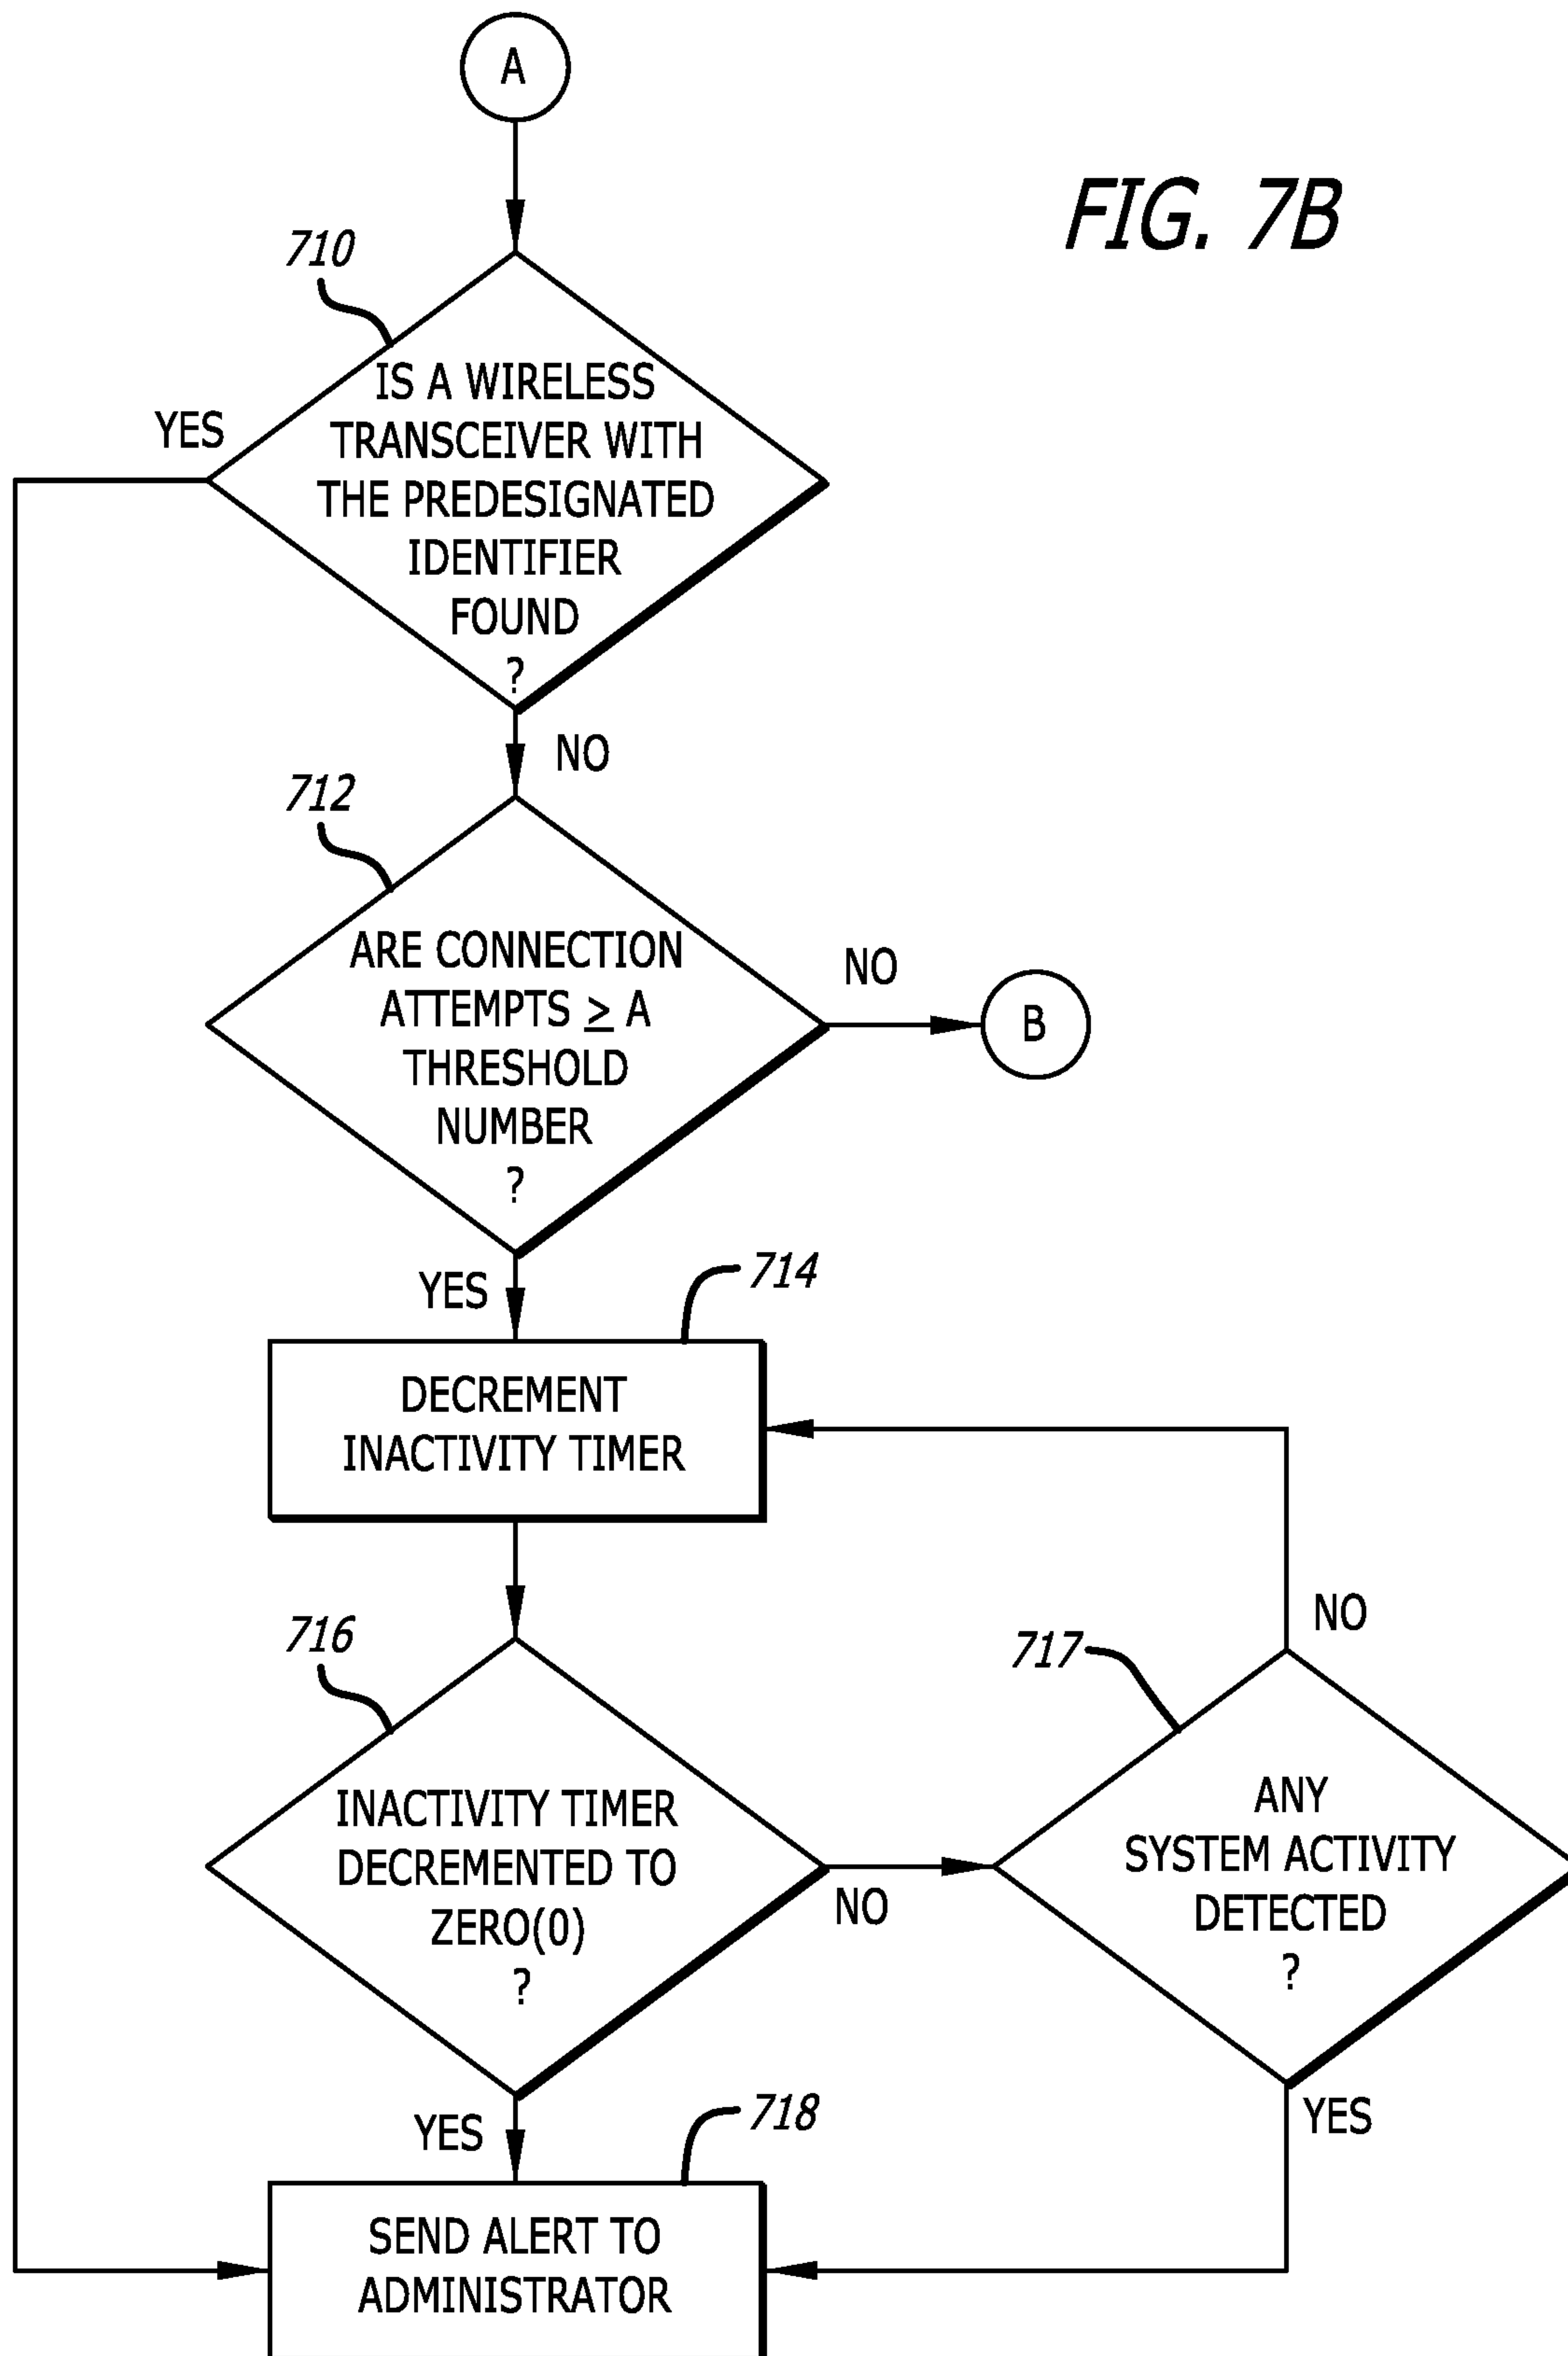 A
FIG. 7B
710
IS A WIRELESS
TRANSCEIVER WITH
THE PREDESIGNATED
IDENTIFIER
FOUND
?
YES
NO
712
ARE CONNECTION
ATTEMPTS ≥ A
THRESHOLD
NUMBER
?
NO
B
YES
714
DECREMENT
INACTIVITY TIMER
716
INACTIVITY TIMER
DECREMENTED TO
ZERO(0)
?
NO
717
ANY
SYSTEM ACTIVITY
DETECTED
?
NO
YES
YES
718
SEND ALERT TO
ADMINISTRATOR